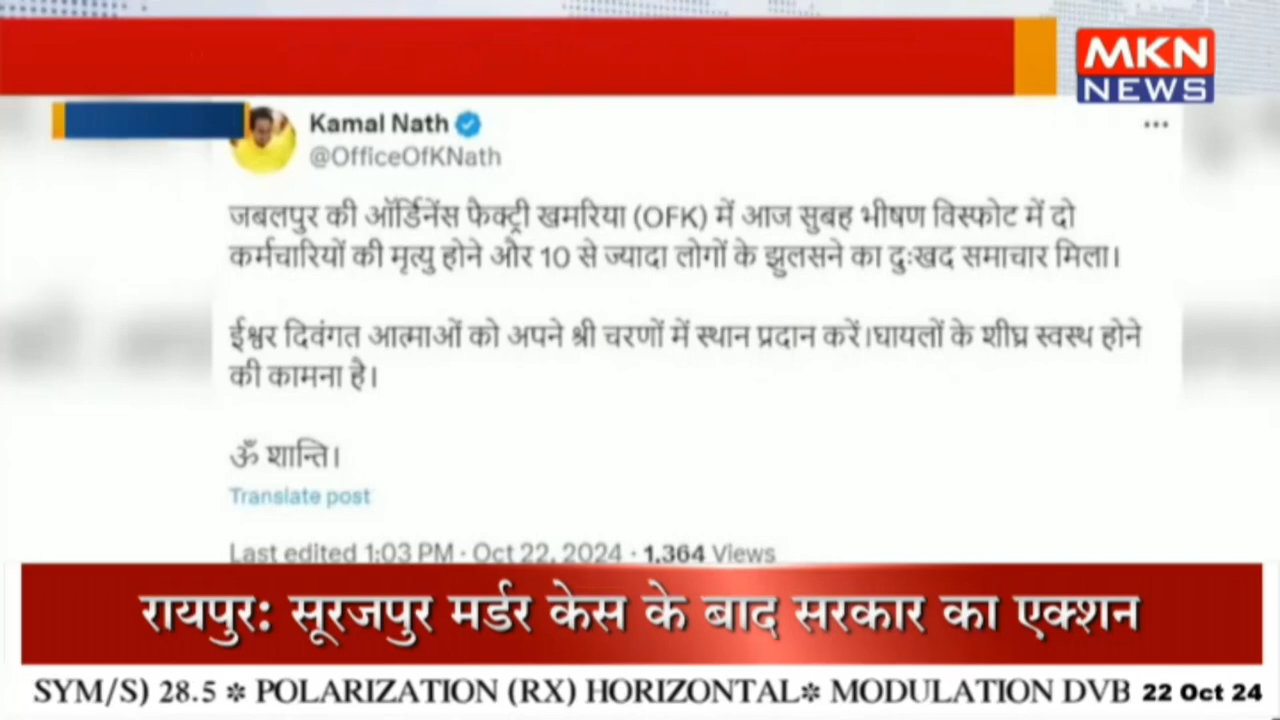 MKN
NEWS
Kamal Nath
@OfficeOfKNath
जबलपुर की ऑर्डिनेंस फैक्ट्री खमरिया (OFK) में आज सुबह भीषण विस्फोट में दो
कर्मचारियों की मृत्यु होने और 10 से ज्यादा लोगों के झुलसने का दुःखद समाचार मिला।
ईश्वर दिवंगत आत्माओं को अपने श्री चरणों में स्थान प्रदान करें।घायलों के शीघ्र स्वस्थ होने
की कामना है।
ॐ शान्ति।
Translate post
Last edited 1:03 PM · Oct 22, 2024 · 1,364 Views
रायपुर: सूरजपुर मर्डर केस के बाद सरकार का एक्शन
SYM/S) 28.5 * POLARIZATION (RX) HORIZONTAL* MODULATION DVB 22 Oct 24